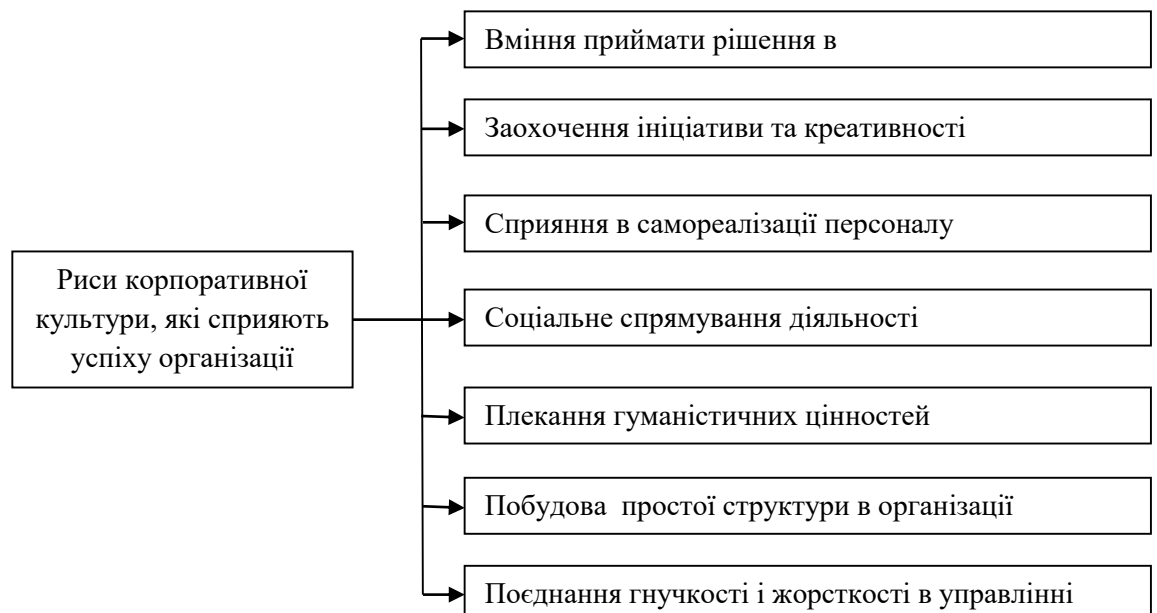 Риси корпоративної
культури, які сприяють
успіху організації
Вміння приймати рішення в
Заохочення ініціативи та креативності
Сприяння в самореалізації персоналу
Соціальне спрямування діяльності
Плекання гуманістичних цінностей
Побудова простої структури в організації
Поєднання гнучкості і жорсткості в управлінні